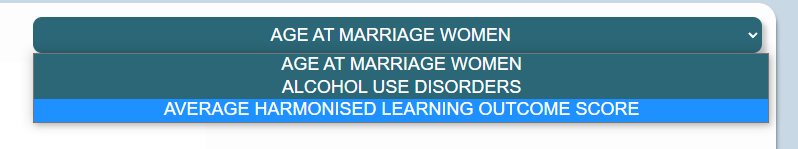 AGE AT MARRIAGE WOMEN
AGE AT MARRIAGE WOMEN
ALCOHOL USE DISORDERS
AVERAGE HARMONISED LEARNING OUTCOME SCORE